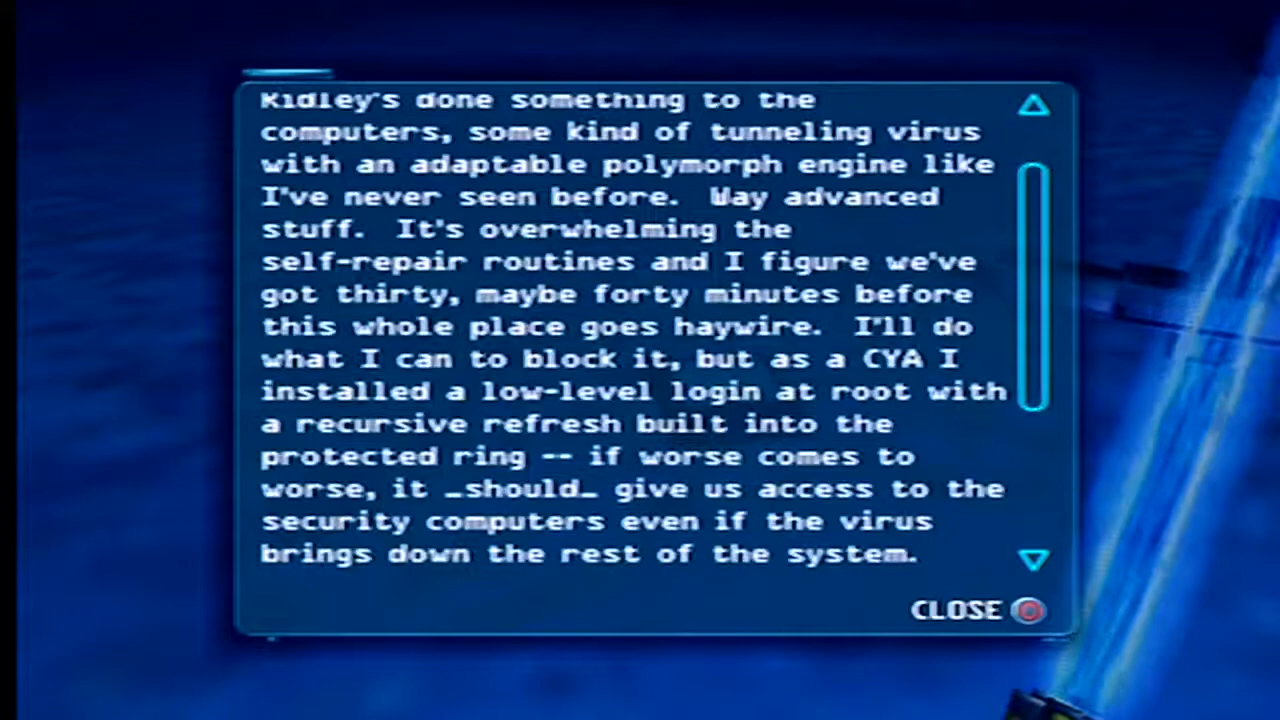 Kidley's done something to the
computers, some kind of tunneling virus
with an adaptable polymorph engine like
I've never seen before.  Way advanced
stuff.  It's overwhelming the
self-repair routines and I figure we've
got thirty, maybe forty minutes before
this whole place goes haywire.  I'll do
what I can to block it, but as a CYA I
installed a low-level login at root with
a recursive refresh built into the
protected ring -- if worse comes to
worse, it _should_ give us access to the
security computers even if the virus
brings down the rest of the system.
CLOSE